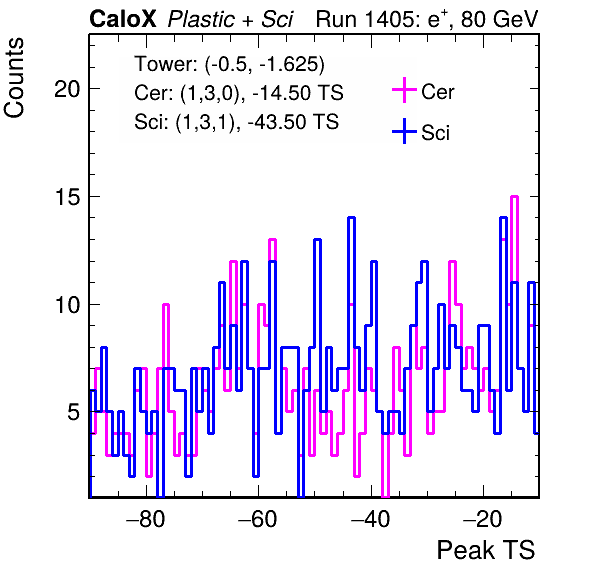 CaloX Plastic + Sci Run 1405: e+, 80 GeV
Counts
Tower: (-0.5, -1.625)
Cer: (1,3,0), -14.50 TS
Sci: (1,3,1), -43.50 TS
Cer
Sci
20
15
10
5
−80 −60 −40 −20
Peak TS